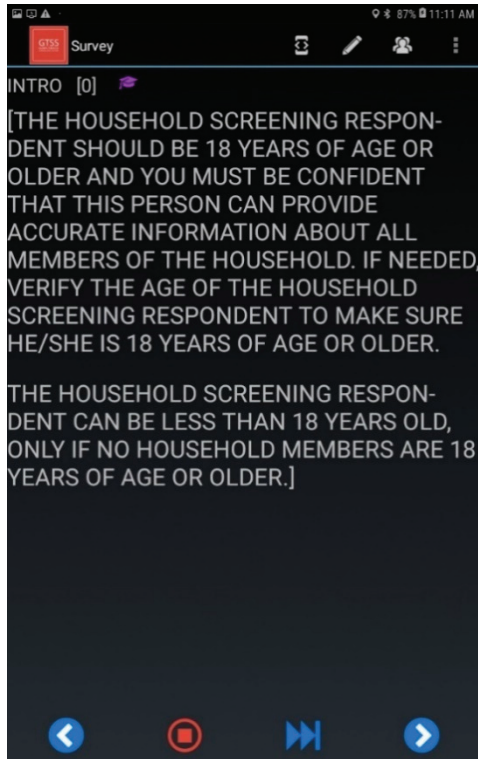 87% 11:11 AM
GTSS Survey
INTRO [0]
[THE HOUSEHOLD SCREENING RESPON-
DENT SHOULD BE 18 YEARS OF AGE OR
OLDER AND YOU MUST BE CONFIDENT
THAT THIS PERSON CAN PROVIDE
ACCURATE INFORMATION ABOUT ALL
MEMBERS OF THE HOUSEHOLD. IF NEEDED,
VERIFY THE AGE OF THE HOUSEHOLD
SCREENING RESPONDENT TO MAKE SURE
HE/SHE IS 18 YEARS OF AGE OR OLDER.
THE HOUSEHOLD SCREENING RESPON-
DENT CAN BE LESS THAN 18 YEARS OLD,
ONLY IF NO HOUSEHOLD MEMBERS ARE 18
YEARS OF AGE OR OLDER.]